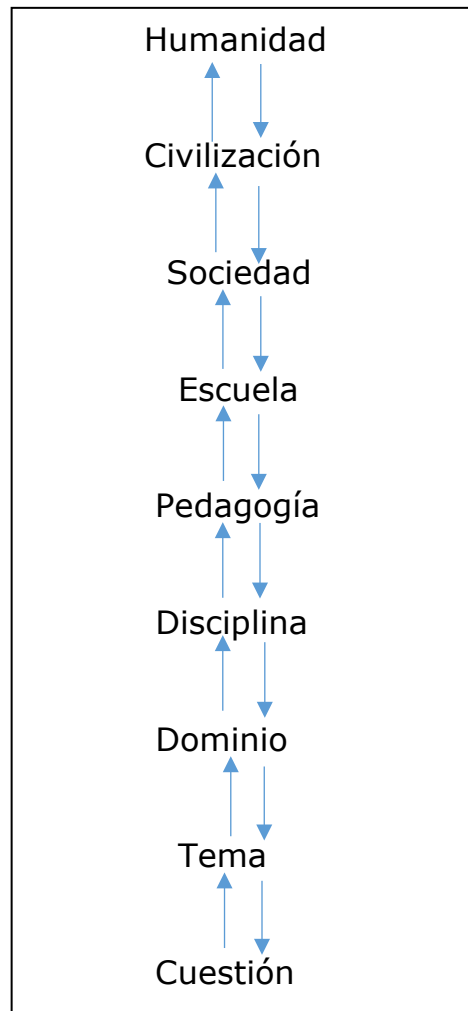 Humanidad
Civilización
Sociedad
Escuela
Pedagogía
Disciplina
Dominio
Tema
Cuestión